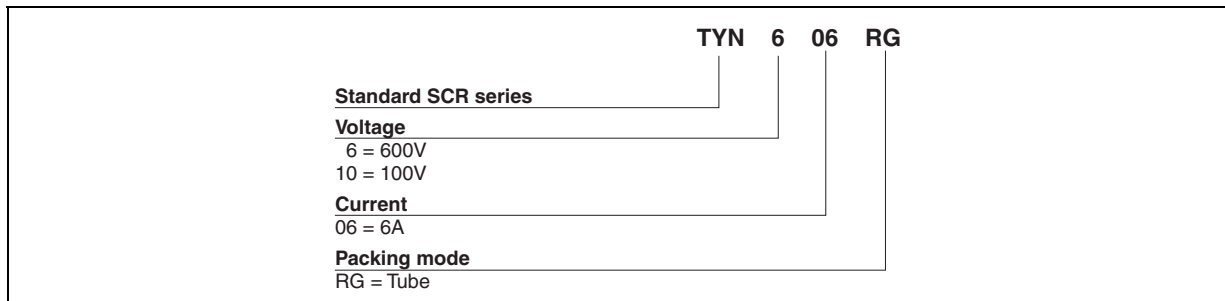 TYN 6 06 RG
Standard SCR series
Voltage
6 = 600V
10 = 100V
Current
06 = 6A
Packing mode
RG = Tube